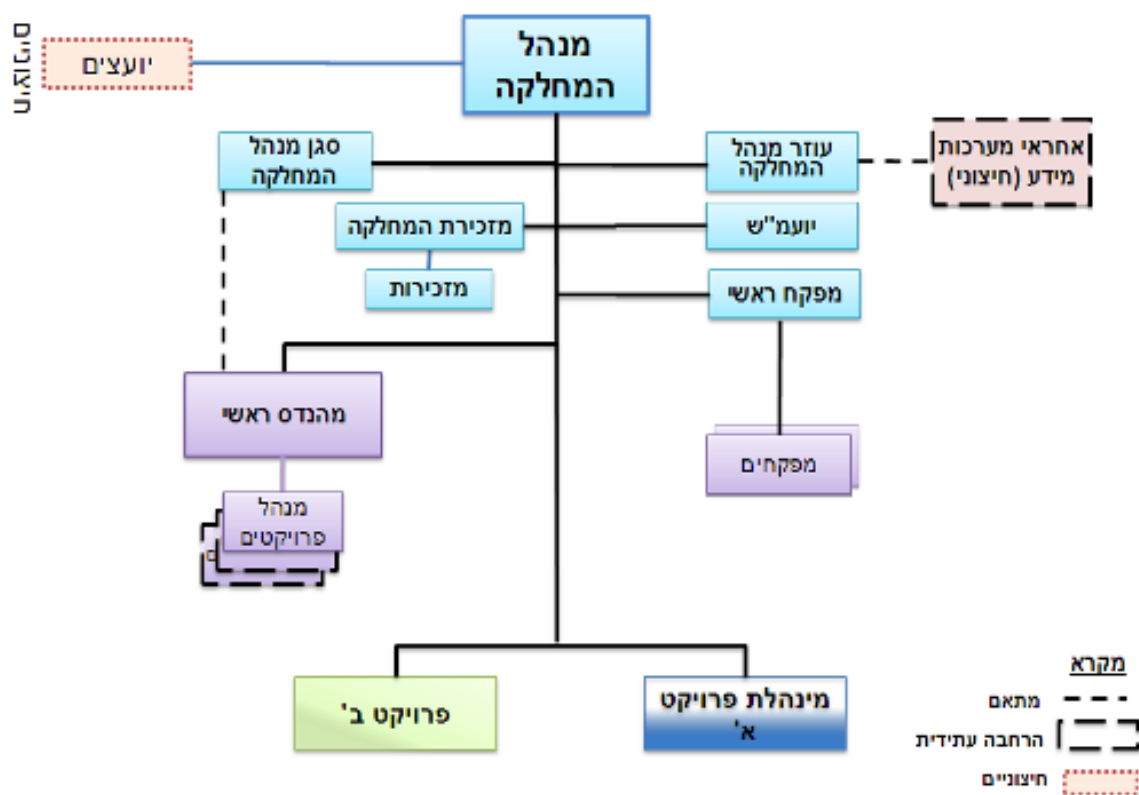 מנהל
המחלקה
יועצים
חיצוניים
סגן מנהל
המחלקה
עוזר מנהל
המחלקה
אחראי מערכות
מידע (חיצוני)
מזכירת המחלקה
יועמ"ש
מזכירות
מפקח ראשי
מהנדס ראשי
מפקחים
מנהל
פרויקטים
מינהלת פרויקט
א'
פרויקט ב'
מקרא
מתאם
הרחבה עתידית
חיצוניים